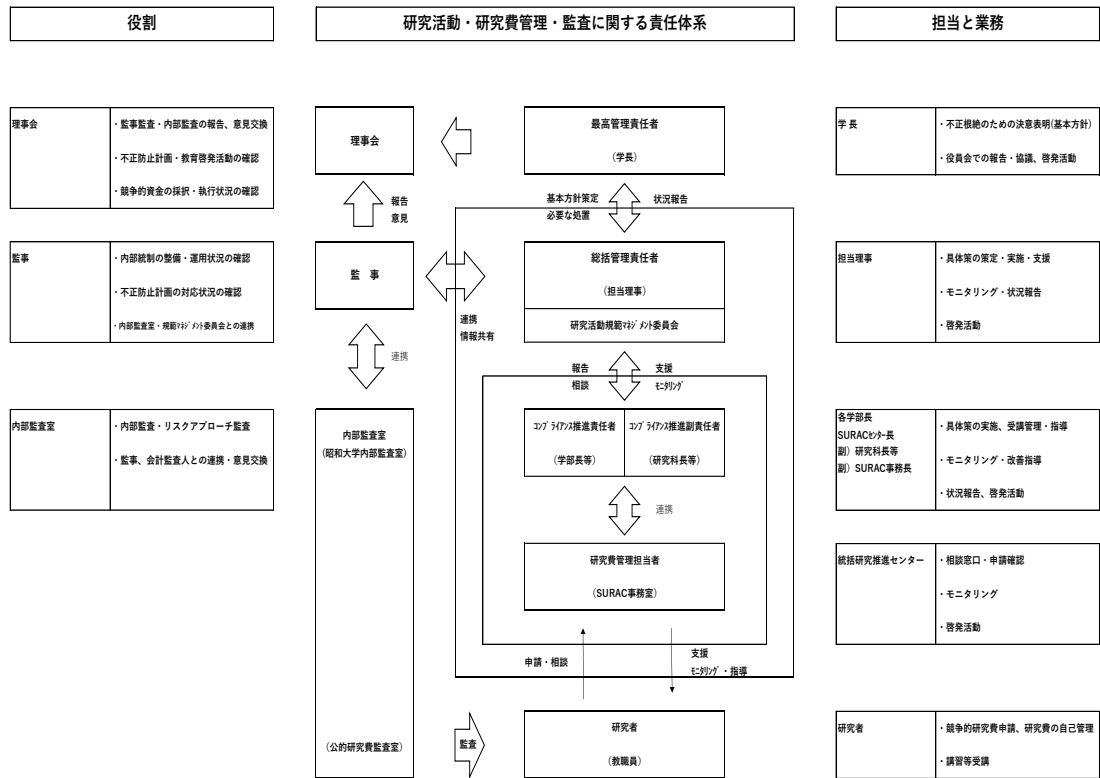 役割
研究活動・研究費管理・監査に関する責任体系
担当と業務
理事会
・監事監査・内部監査の報告、意見交換
・不正防止計画・教育啓発活動の確認
・競争的資金の採択・執行状況の確認
理事会
最高管理責任者
（学長）
学 長
・不正根絶のための決意表明(基本方針)
・役員会での報告・協議、啓発活動
報告
意見
基本方針策定
必要な処置
状況報告
監事
・内部統制の整備・運用状況の確認
・不正防止計画の対応状況の確認
・内部監査室・規範ﾏﾈｼﾞﾒﾝﾄ委員会との連携
監　事
総括管理責任者
（担当理事）
研究活動規範ﾏﾈｼﾞﾒﾝﾄ委員会
担当理事
・具体策の策定・実施・支援
・モニタリング・状況報告
・啓発活動
連携
情報共有
連携
報告
相談
支援
ﾓﾆﾀﾘﾝｸﾞ
内部監査室
・内部監査・リスクアプローチ監査
・監事、会計監査人との連携・意見交換
内部監査室
(昭和大学内部監査室)
ｺﾝﾌﾟﾗｲｱﾝｽ推進責任者
（学部長等）
ｺﾝﾌﾟﾗｲｱﾝｽ推進副責任者
（研究科長等）
各学部長
SURACｾﾝﾀｰ長
副）研究科長等
副）SURAC事務長
・具体策の実施、受講管理・指導
・モニタリング・改善指導
・状況報告、啓発活動
連携
研究費管理担当者
（SURAC事務室）
統括研究推進センター
・相談窓口・申請確認
・モニタリング
・啓発活動
申請・相談
支援
ﾓﾆﾀﾘﾝｸﾞ・指導
(公的研究費監査室)
監査
研究者
（教職員）
研究者
・競争的研究費申請、研究費の自己管理
・講習等受講